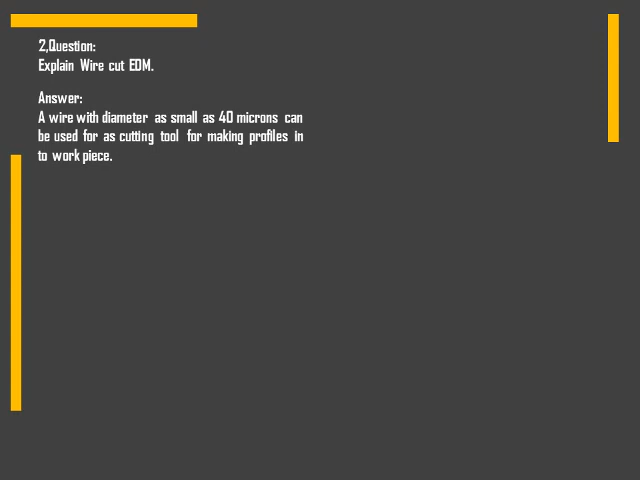 2,Question:
Explain Wire cut EDM.
Answer:
A wire with diameter as small as 40 microns can
be used for as cutting tool for making profiles in
to work piece.